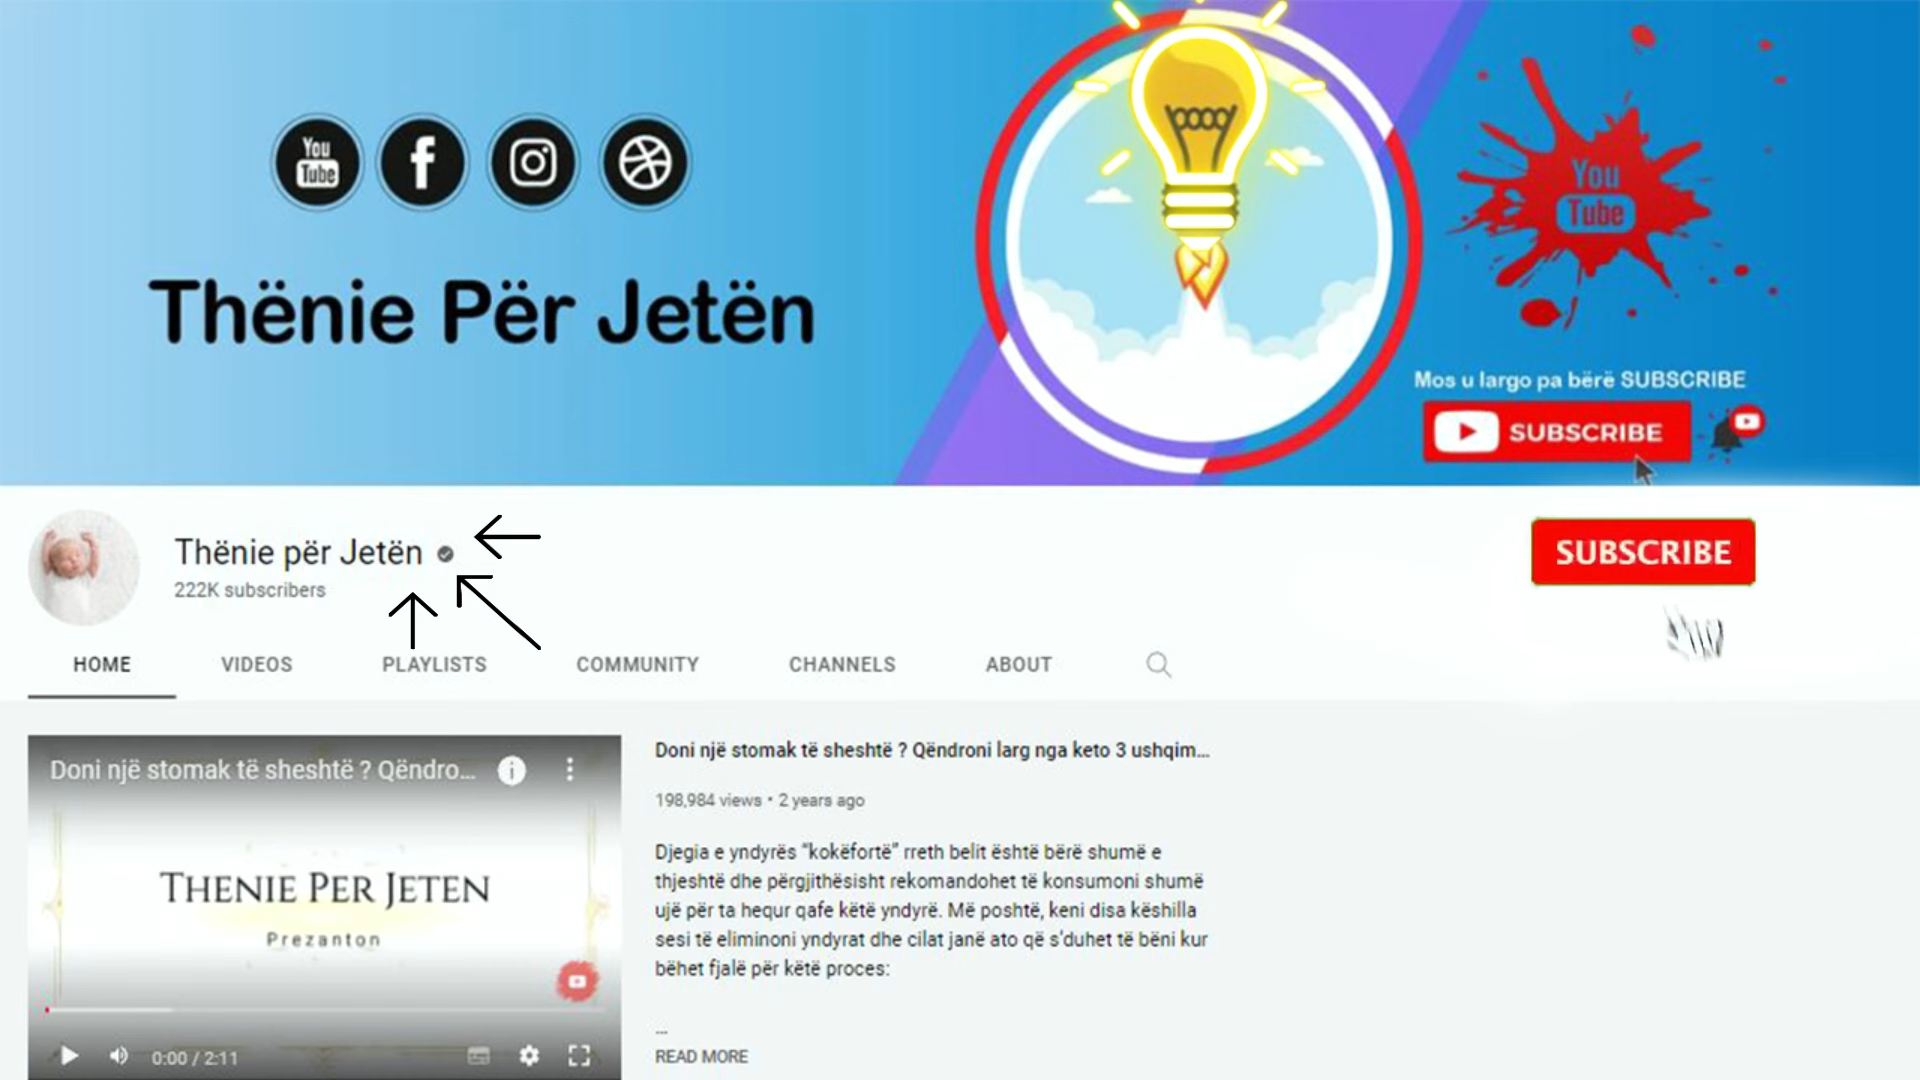 You
Tube
Thënie Për Jetën
You
Tube
Mos u largo pa bërë SUBSCRIBE
SUBSCRIBE
Thënie për Jetën
222K subscribers
SUBSCRIBE
HOME VIDEOS PLAYLISTS COMMUNITY CHANNELS ABOUT
Doni një stomak të sheshtë ? Qëndro...
THENIE PER JETEN
Prezanton
0:00 / 2:11
Doni një stomak të sheshtë ? Qëndroni larg nga keto 3 ushqim...
198,984 views • 2 years ago
Djegia e yndyrës “kokëfortë” rreth belit është bërë shumë e
thjeshtë dhe përgjithësisht rekomandohet të konsumoni shumë
ujë për ta hequr qafe këtë yndyrë. Më poshtë, keni disa këshilla
sesi të eliminoni yndyrat dhe cilat janë ato që s'duhet të bëni kur
bëhet fjalë për këtë proces:
...
READ MORE